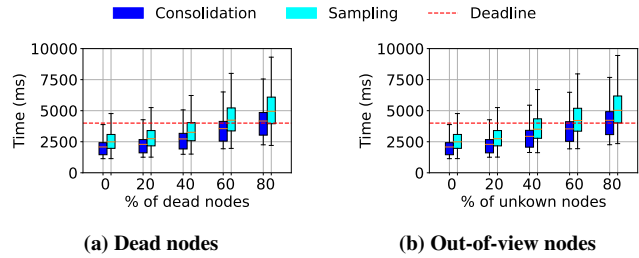 Consolidation Sampling Deadline
10000
7500
5000
2500
0
Time (ms)
0 20 40 60 80
% of dead nodes
(a) Dead nodes
10000
7500
5000
2500
0
Time (ms)
0 20 40 60 80
% of unkown nodes
(b) Out-of-view nodes